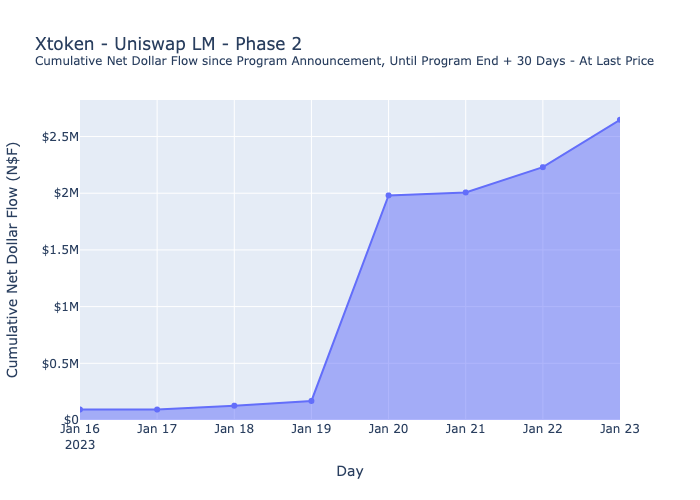 Xtoken - Uniswap LM - Phase 2
Cumulative Net Dollar Flow since Program Announcement, Until Program End + 30 Days - At Last Price
Cumulative Net Dollar Flow (N$F)
$2.5M
$2M
$1.5M
$1M
$0.5M
$0
Jan 16 Jan 17 Jan 18 Jan 19 Jan 20 Jan 21 Jan 22 Jan 23
2023
Day